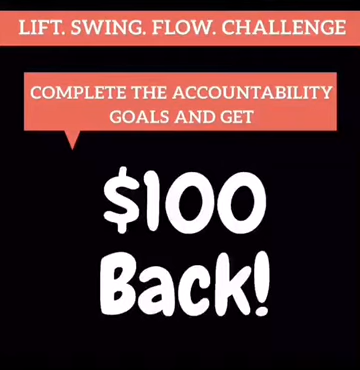 LIFT. SWING. FLOW. CHALLENGE
COMPLETE THE ACCOUNTABILITY
GOALS AND GET
$100
Back!